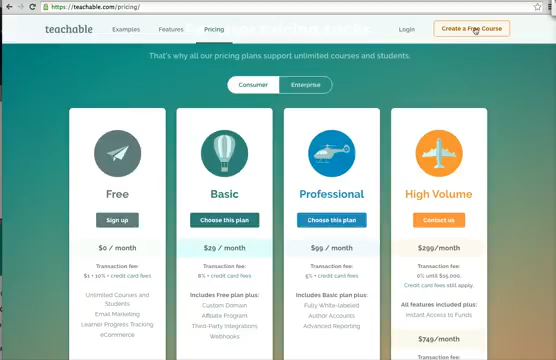 https://teachable.com/pricing/
teachable
Examples
Features
Pricing
Login
Create a Free Course
That's why all our pricing plans support unlimited courses and students.
Consumer
Enterprise
Free
Sign up
$0 / month
Transaction fee:
$1 + 10% + credit card fees
Unlimited Courses and
Students
Email Marketing
Learner Progress Tracking
eCommerce
Basic
Choose this plan
$29 / month
Transaction fee:
8% + credit card fees
Includes Free plan plus:
Custom Domain
Affiliate Program
Third-Party Integrations
Webhooks
Professional
Choose this plan
$99 / month
Transaction fee:
5% + credit card fees
Includes Basic plan plus:
Fully White-labeled
Author Accounts
Advanced Reporting
High Volume
Contact us
$299/month
Transaction fee:
0% until $15,000.
Credit card fees still apply.
All features included plus:
Instant Access to Funds
$749/month